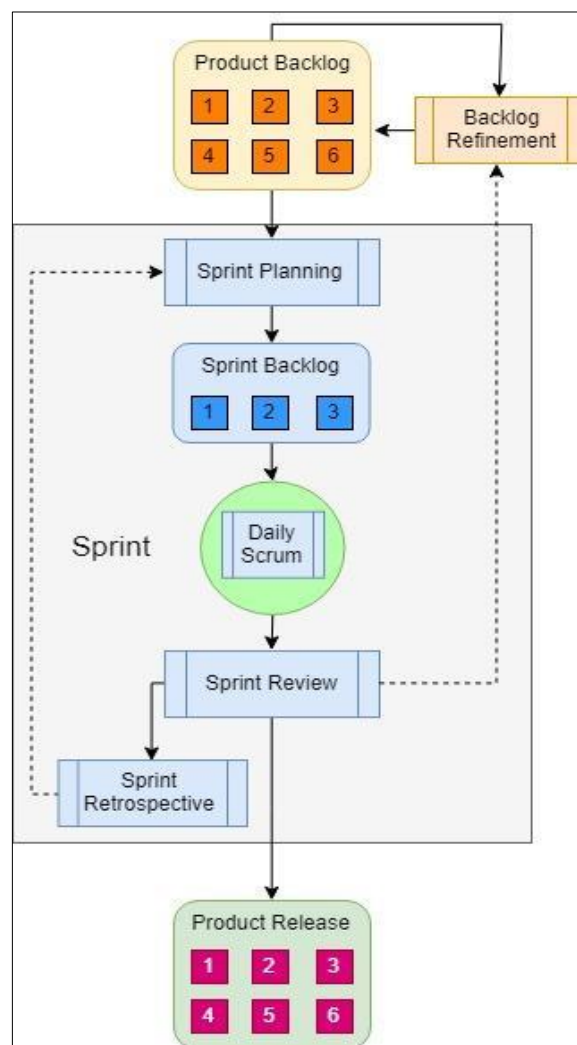 Product Backlog
1 2 3
4 5 6
Backlog
Refinement
Sprint Planning
Sprint Backlog
1 2 3
Sprint
Daily
Scrum
Sprint Review
Sprint
Retrospective
Product Release
1 2 3
4 5 6